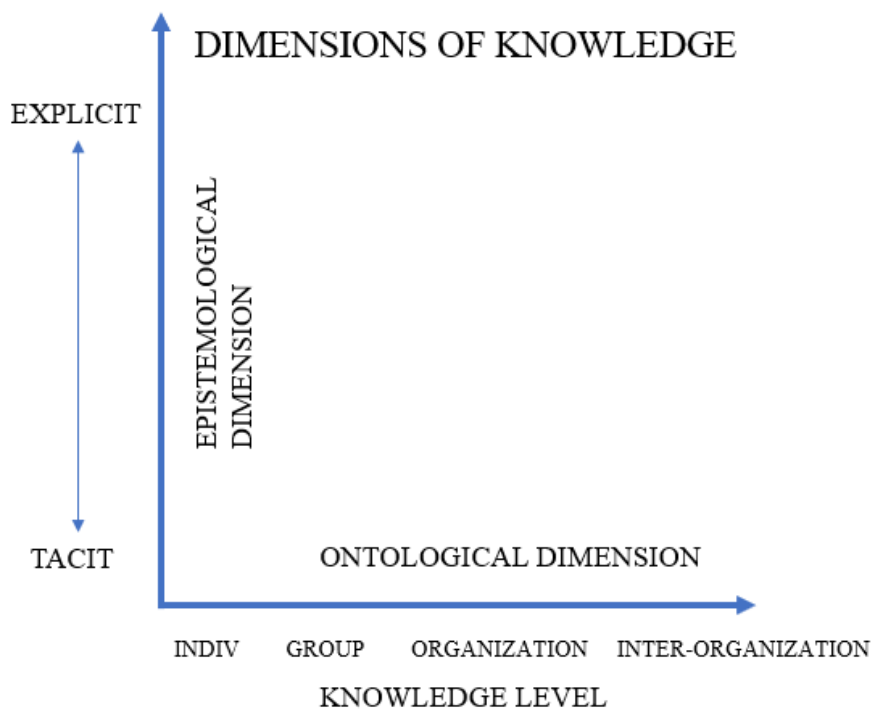 DIMENSIONS OF KNOWLEDGE
EXPLICIT
EPISTEMOLOGICAL
DIMENSION
TACIT
ONTOLOGICAL DIMENSION
INDIV GROUP ORGANIZATION INTER-ORGANIZATION
KNOWLEDGE LEVEL